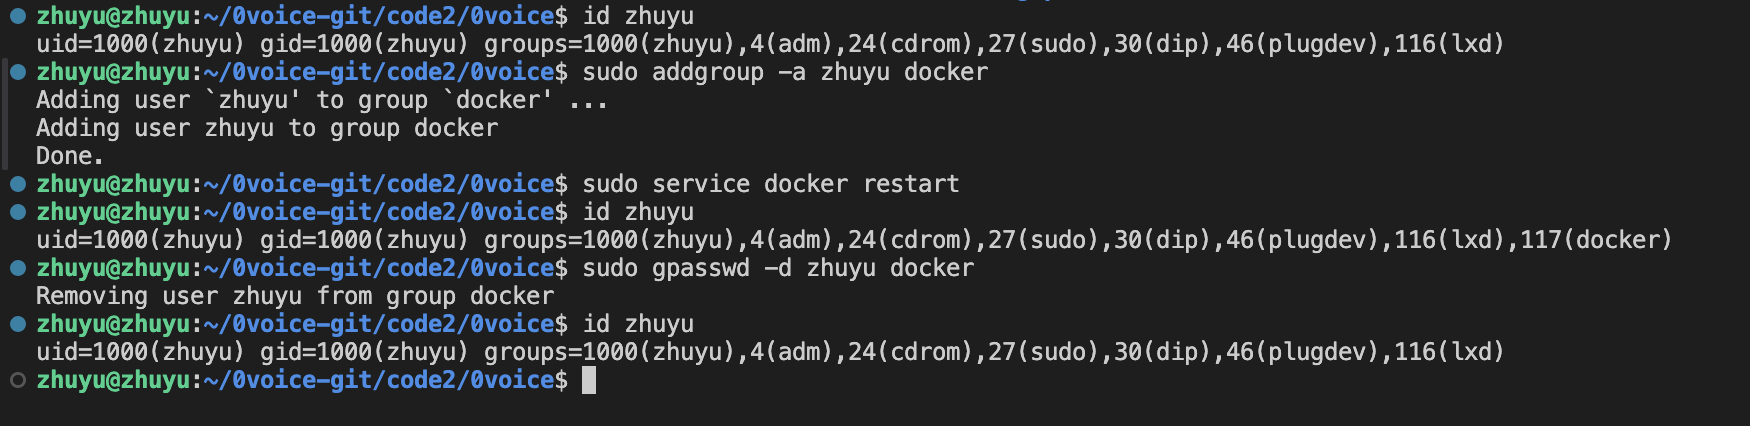 zhuyu@zhuyu:~/0voice-git/code2/0voice$ id zhuyu
uid=1000(zhuyu) gid=1000(zhuyu) groups=1000(zhuyu),4(adm),24(cdrom),27(sudo),30(dip),46(plugdev),116(lxd)
zhuyu@zhuyu:~/0voice-git/code2/0voice$ sudo addgroup -a zhuyu docker
Adding user `zhuyu' to group `docker' ...
Adding user zhuyu to group docker
Done.
zhuyu@zhuyu:~/0voice-git/code2/0voice$ sudo service docker restart
zhuyu@zhuyu:~/0voice-git/code2/0voice$ id zhuyu
uid=1000(zhuyu) gid=1000(zhuyu) groups=1000(zhuyu),4(adm),24(cdrom),27(sudo),30(dip),46(plugdev),116(lxd),117(docker)
zhuyu@zhuyu:~/0voice-git/code2/0voice$ sudo gpasswd -d zhuyu docker
Removing user zhuyu from group docker
zhuyu@zhuyu:~/0voice-git/code2/0voice$ id zhuyu
uid=1000(zhuyu) gid=1000(zhuyu) groups=1000(zhuyu),4(adm),24(cdrom),27(sudo),30(dip),46(plugdev),116(lxd)
zhuyu@zhuyu:~/0voice-git/code2/0voice$